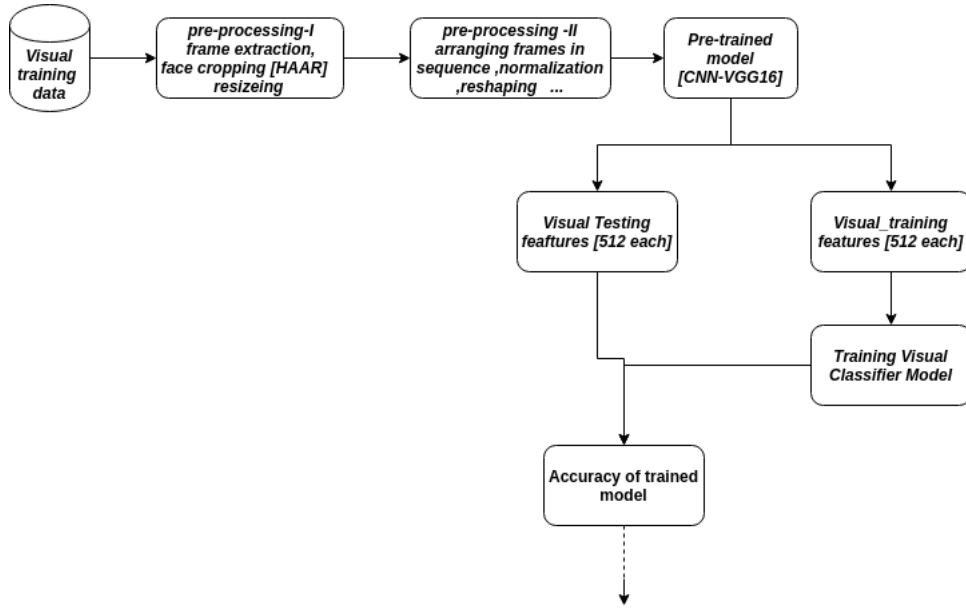 Visual
training
data
pre-processing-I
frame extraction,
face cropping [HAAR]
resizeing
pre-processing -II
arranging frames in
sequence ,normalization
,reshaping ...
Pre-trained
model
[CNN-VGG16]
Visual Testing
feaftures [512 each]
Visual_training
features [512 each]
Training Visual
Classifier Model
Accuracy of trained
model